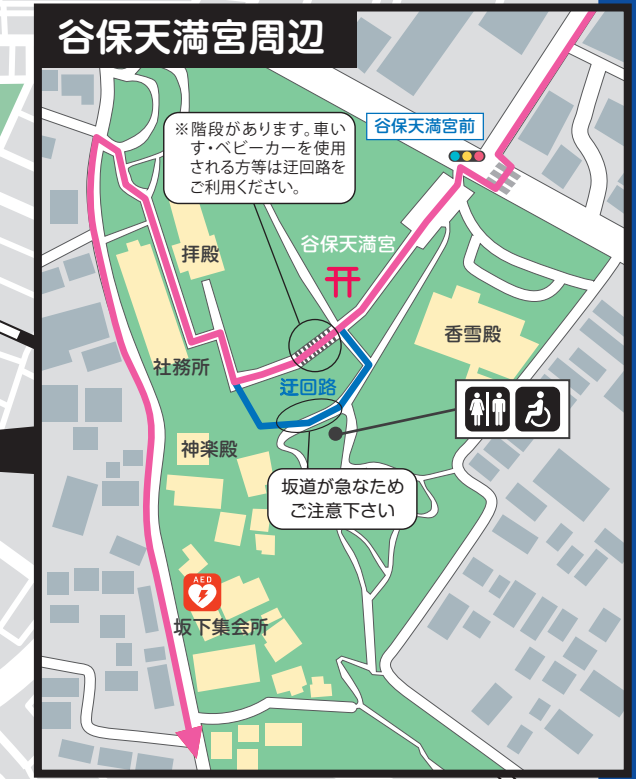 谷保天満宮周辺
※階段があります。車い
す・ベビーカーを使用
される方等は迂回路を
ご利用ください。
谷保天満宮前
谷保天満宮
拝殿
香雪殿
社務所
迂回路
神楽殿
坂道が急なため
ご注意下さい
AED
坂下集会所